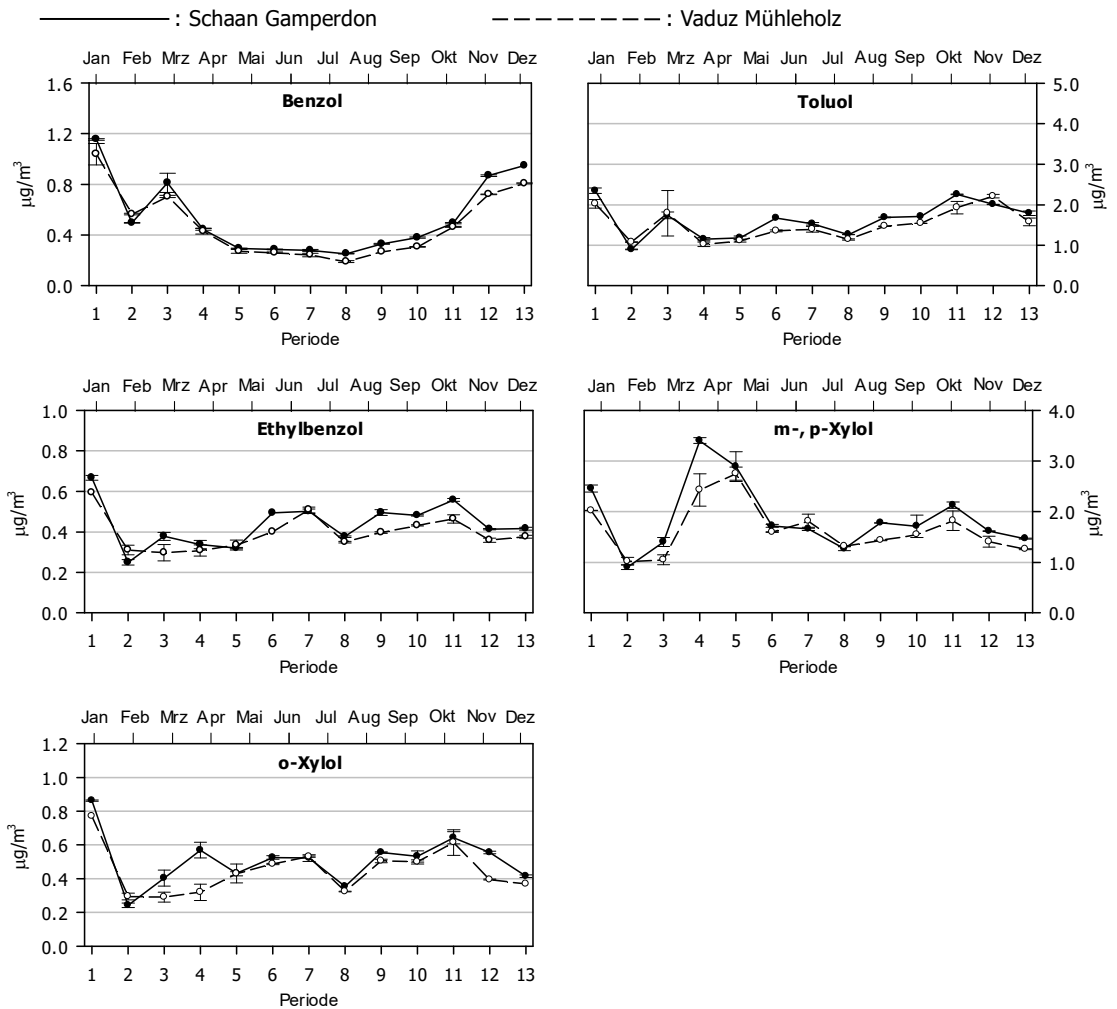 : Schaan Gamperdon : Vaduz Mühleholz
Jan Feb Mrz Apr Mai Jun Jul Aug Sep Okt Nov Dez
Benzol
1.6
1.2
0.8
0.4
0.0
µg/m³
1 2 3 4 5 6 7 8 9 10 11 12 13
Periode
Jan Feb Mrz Apr Mai Jun Jul Aug Sep Okt Nov Dez
Toluol
5.0
4.0
3.0
2.0
1.0
0.0
µg/m³
1 2 3 4 5 6 7 8 9 10 11 12 13
Periode
Jan Feb Mrz Apr Mai Jun Jul Aug Sep Okt Nov Dez
Ethylbenzol
1.0
0.8
0.6
0.4
0.2
0.0
µg/m³
1 2 3 4 5 6 7 8 9 10 11 12 13
Periode
Jan Feb Mrz Apr Mai Jun Jul Aug Sep Okt Nov Dez
m-, p-Xylol
4.0
3.0
2.0
1.0
0.0
µg/m³
1 2 3 4 5 6 7 8 9 10 11 12 13
Periode
Jan Feb Mrz Apr Mai Jun Jul Aug Sep Okt Nov Dez
o-Xylol
1.2
1.0
0.8
0.6
0.4
0.2
0.0
µg/m³
1 2 3 4 5 6 7 8 9 10 11 12 13
Periode